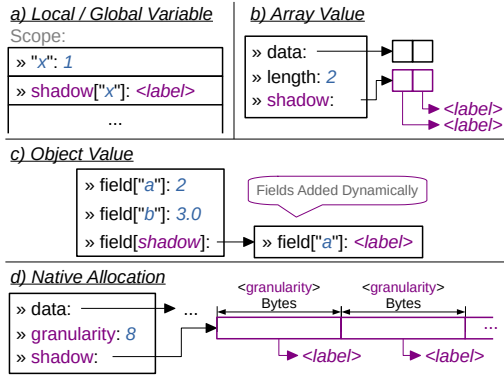 a) Local / Global Variable
Scope:
» "x": 1
» shadow["x"]: <label>
...
b) Array Value
» data:
» length: 2
» shadow:
<label>
<label>
c) Object Value
» field["a"]: 2
» field["b"]: 3.0
» field[shadow]:
Fields Added Dynamically
» field["a"]: <label>
d) Native Allocation
» data:
...
» granularity: 8
» shadow:
<granularity>
Bytes
<granularity>
Bytes
...
<label>
<label>